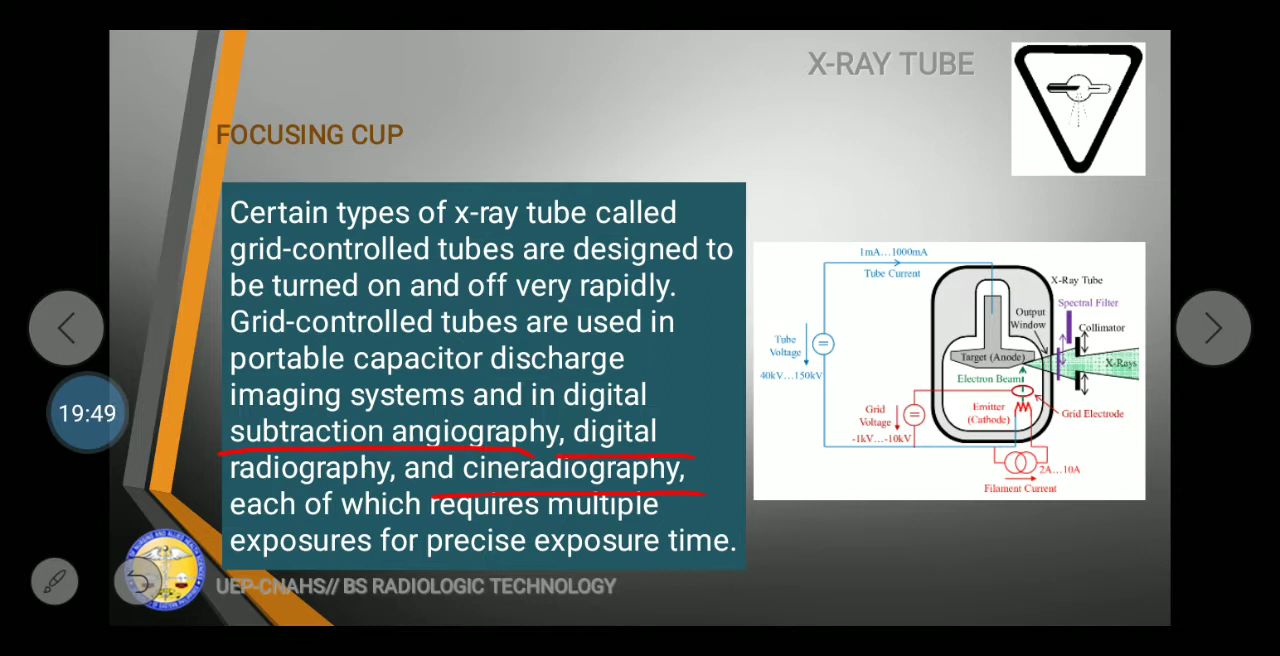 X-RAY TUBE
FOCUSING CUP
Certain types of x-ray tube called
grid-controlled tubes are designed to
be turned on and off very rapidly.
Grid-controlled tubes are used in
portable capacitor discharge
imaging systems and in digital
subtraction angiography, digital
radiography, and cineradiography,
each of which requires multiple
exposures for precise exposure time.
1mA...1000mA
Tube Current
X-Ray Tube
Spectral Filter
Output
Window
Collimator
Tube
Voltage
40kV...150kV
Target (Anode)
X-Rays
Electron Beam
Grid
Voltage
-1kV...-10kV
Emitter
(Cathode)
Grid Electrode
2A...10A
Filament Current
19:49
UEP-CNAHS// BS RADIOLOGIC TECHNOLOGY